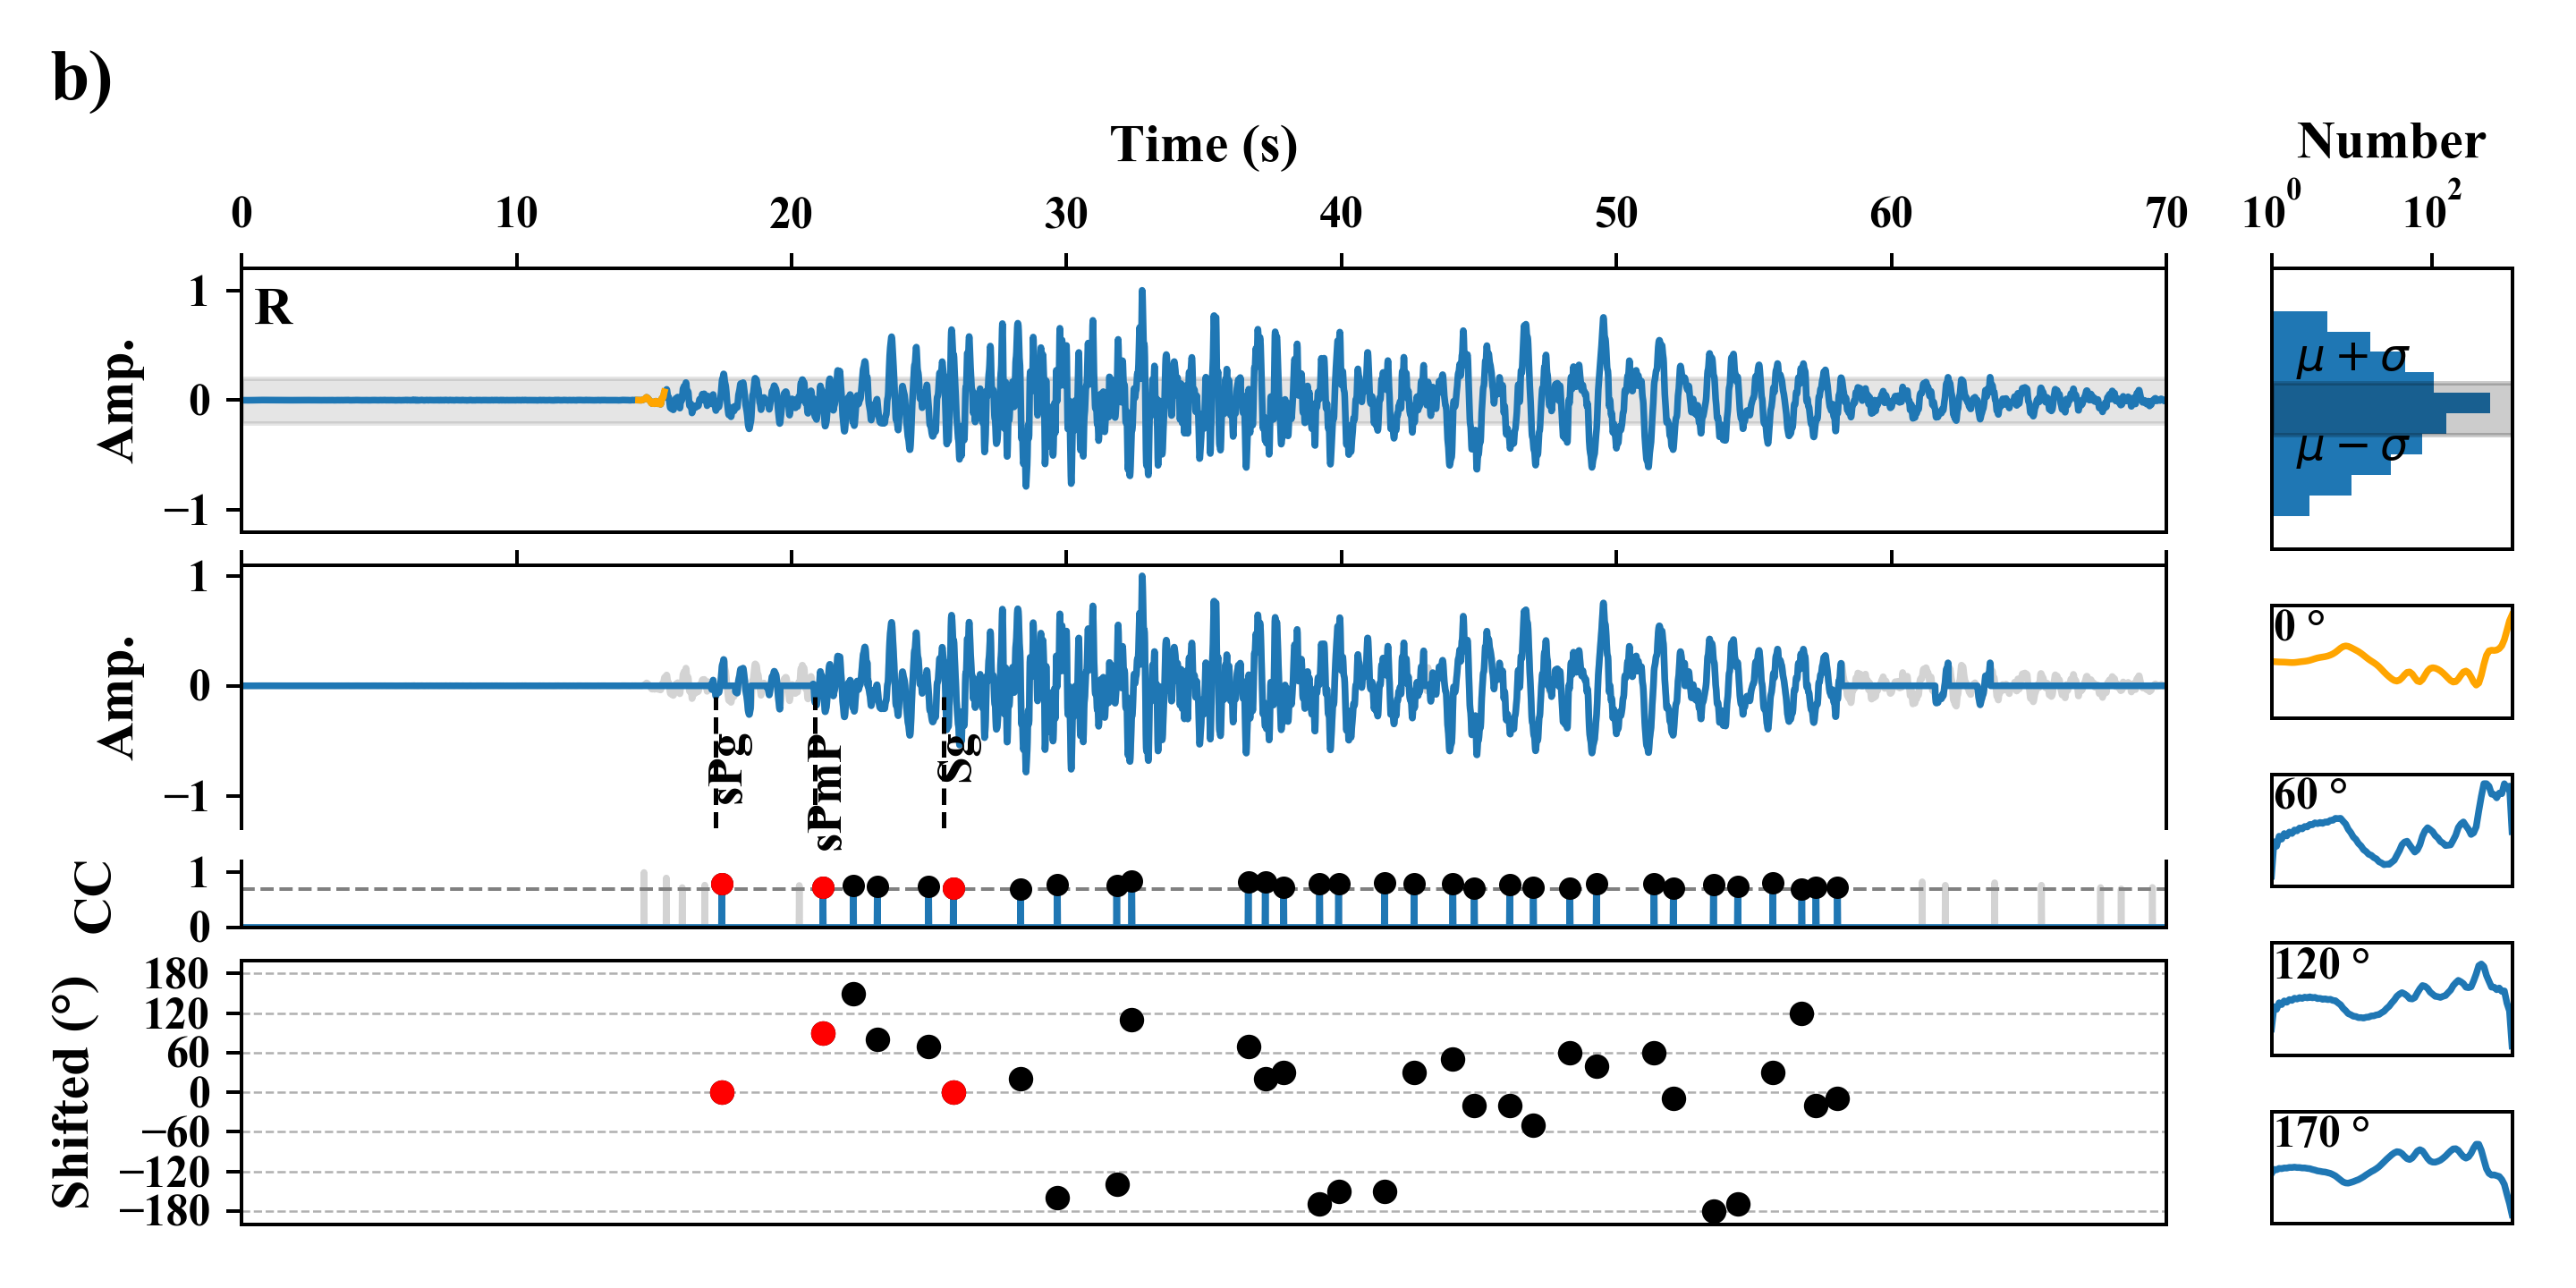 b)
Time (s)
Number
0 10 20 30 40 50 60 70
10^0 10^2
R
Amp.
1
0
−1
μ + σ
μ − σ
Amp.
1
0
−1
sPg
sPmP
Sg
0 °
60 °
CC
1
0
120 °
Shifted (°)
180
120
60
0
−60
−120
−180
170 °